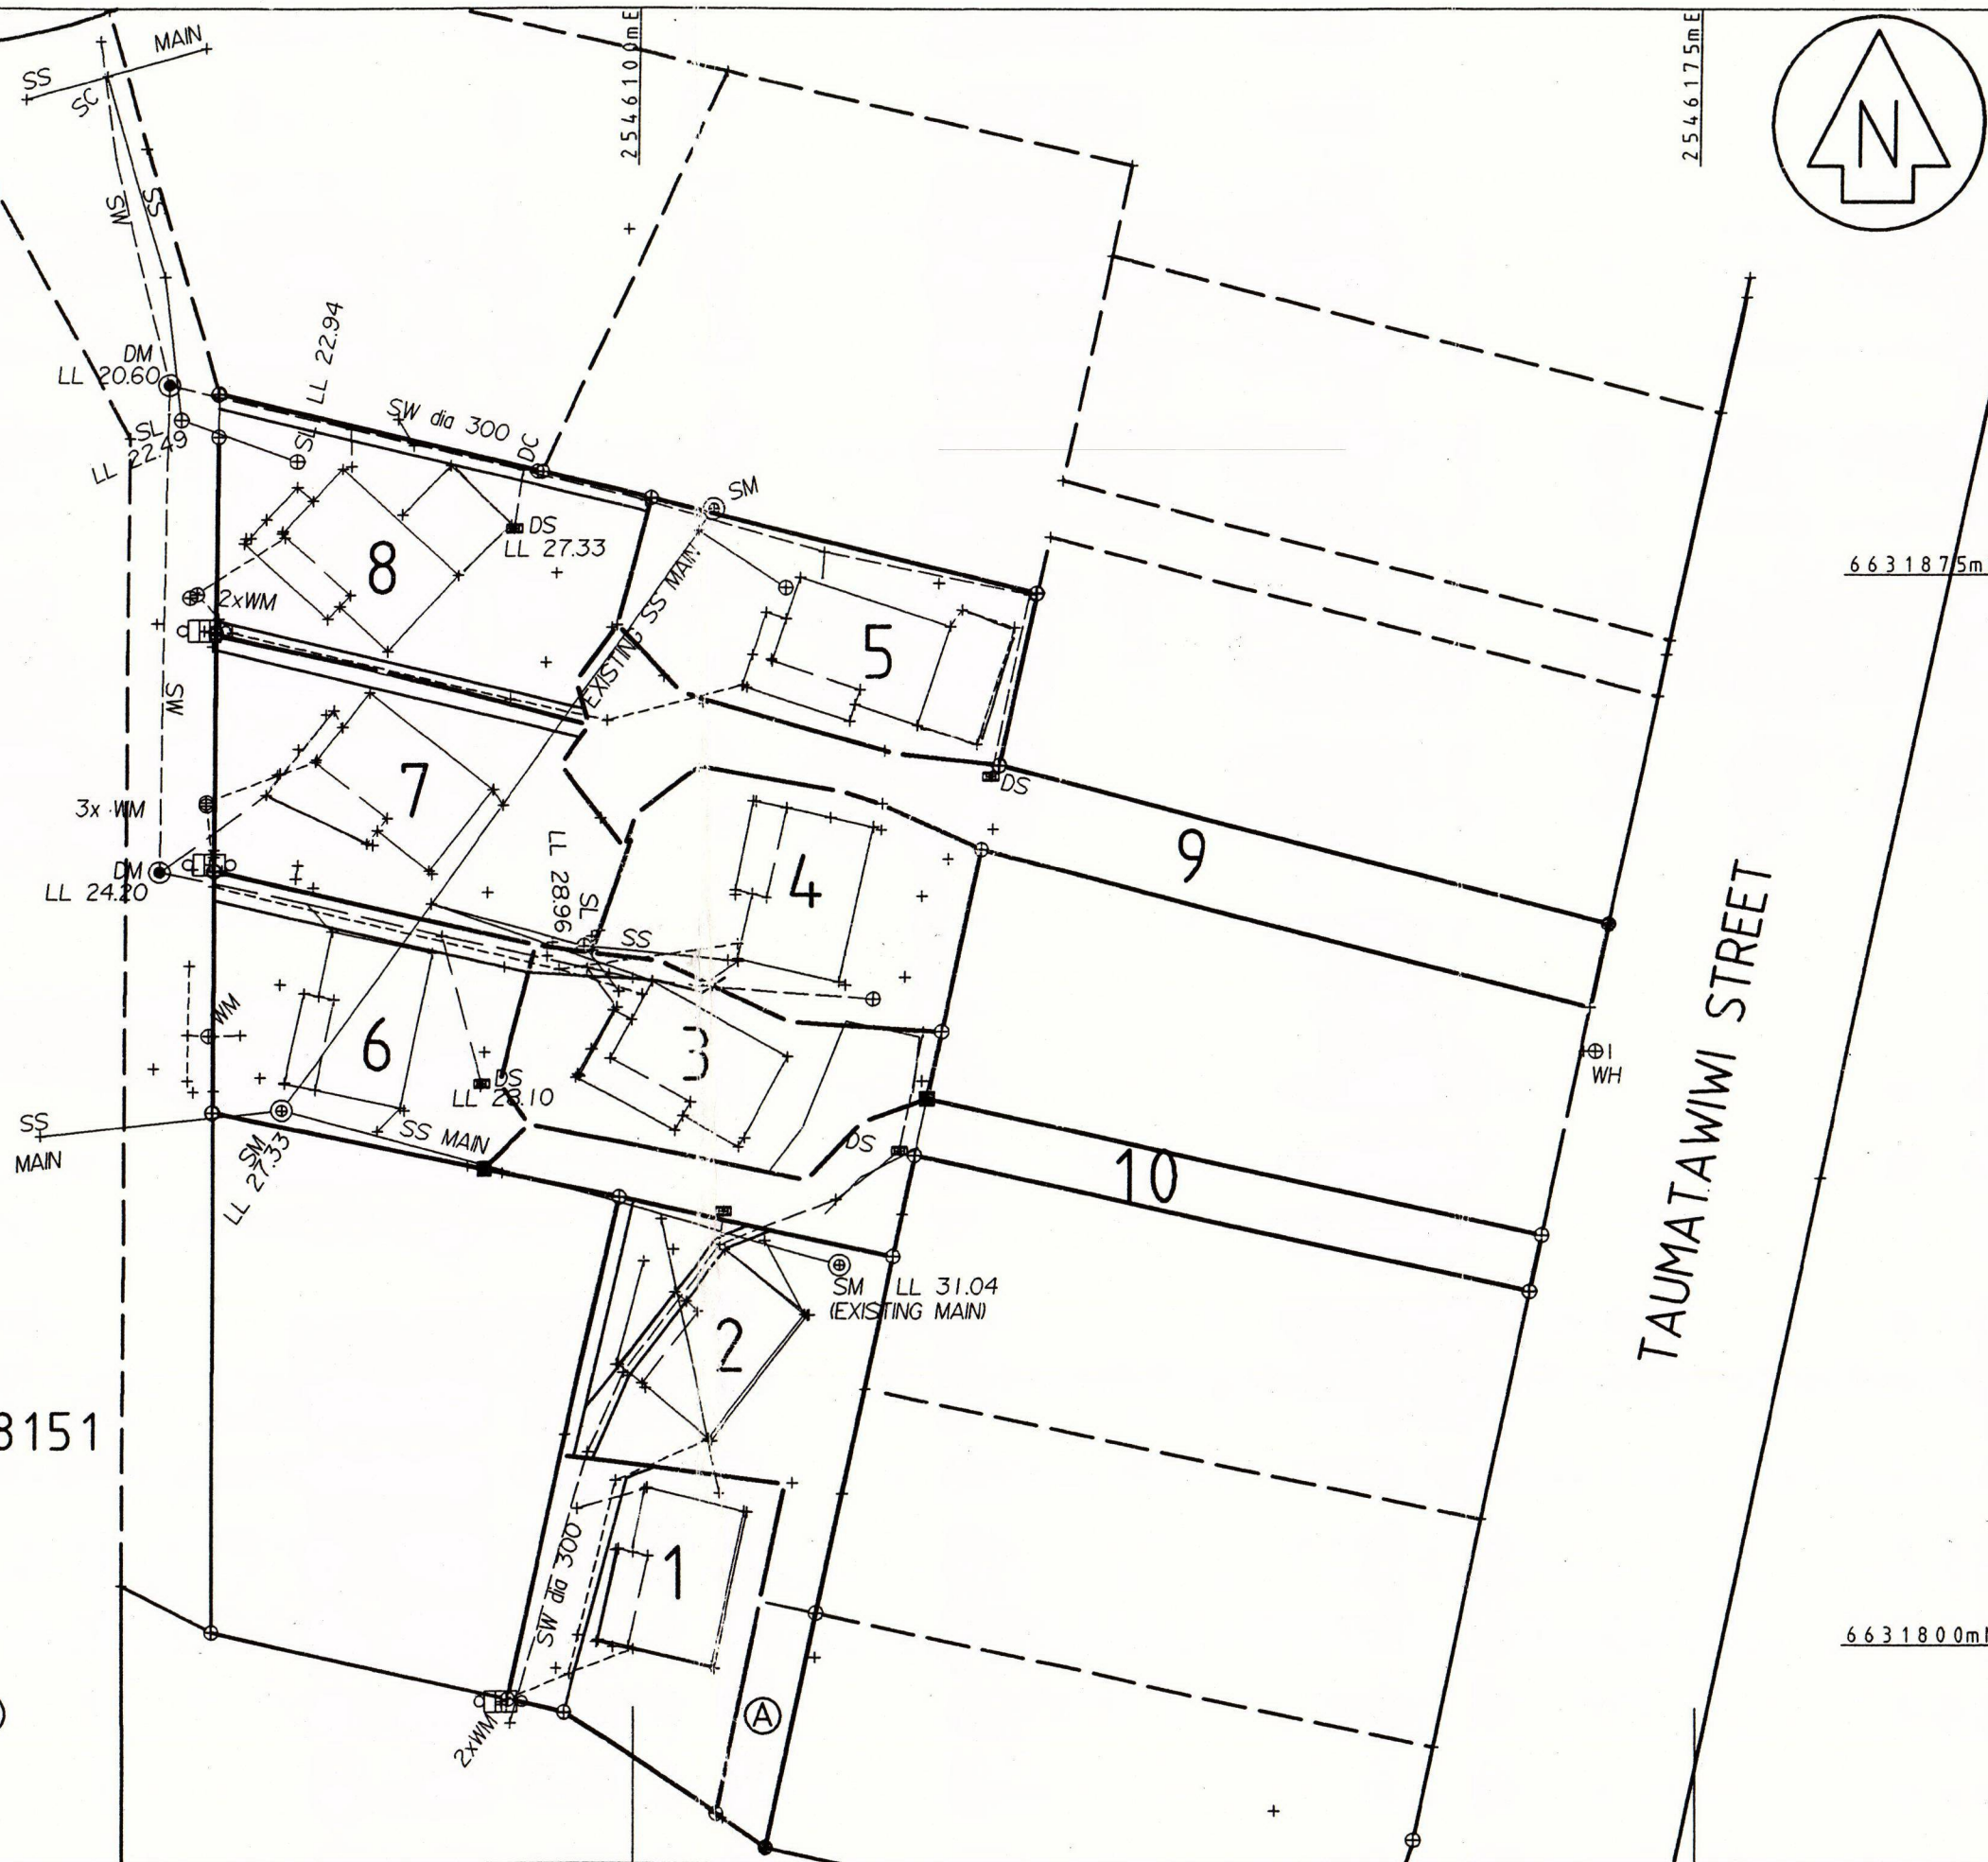 SS
MAIN
SC
2546100mE
2546175mE
N
SW
SS
DM
LL 20.60
LL 22.94
SW dia 300
DC
SL
LL 22.49
SL
SM
DS
LL 27.33
6631875m
8
2xWM
EXISTING SS MAIN
5
SW
7
DS
3x WM
9
DM
LL 24.20
LL 28.96
SL
4
SS
WM
6
3
I
WH
DS
LL 28.10
SS
MAIN
SS MAIN
DS
10
SM
LL 27.33
TAUMATAWIWI STREET
SM LL 31.04
(EXISTING MAIN)
2
8151
SW dia 300
1
6631800m
A
2xWM